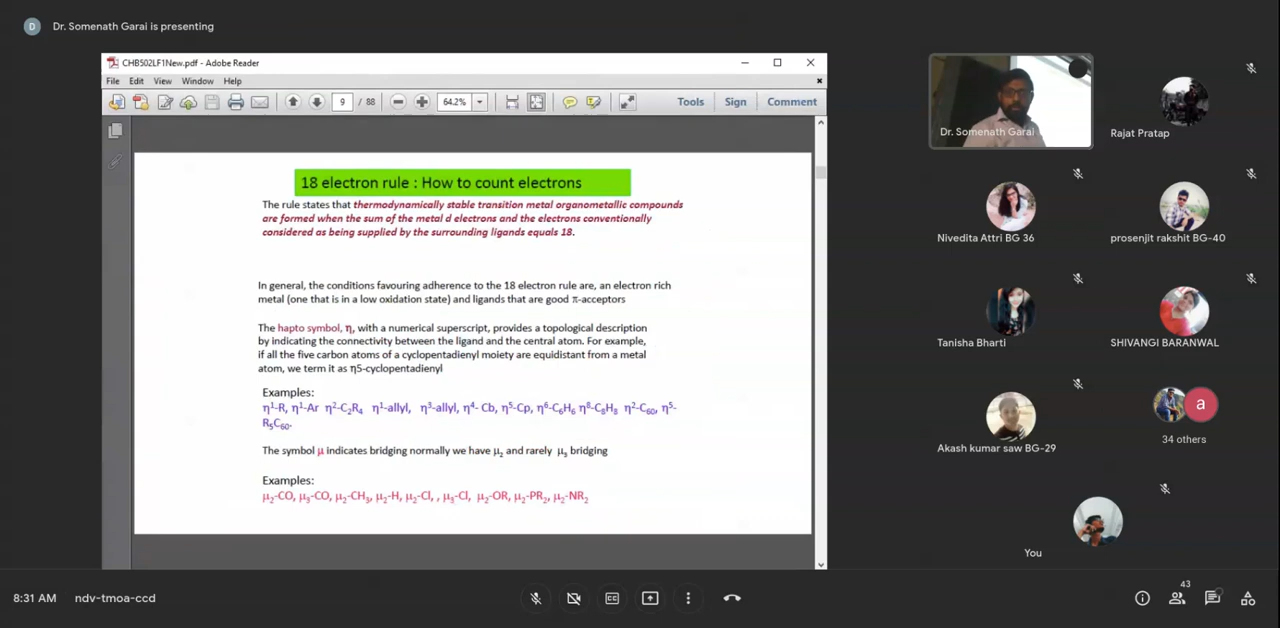 D Dr. Somenath Garai is presenting
CHB502LF1New.pdf - Adobe Reader
File Edit View Window Help
9 / 88 64.2% Tools Sign Comment
18 electron rule : How to count electrons
The rule states that thermodynamically stable transition metal organometallic compounds
are formed when the sum of the metal d electrons and the electrons conventionally
considered as being supplied by the surrounding ligands equals 18.
In general, the conditions favouring adherence to the 18 electron rule are, an electron rich
metal (one that is in a low oxidation state) and ligands that are good π-acceptors
The hapto symbol, η, with a numerical superscript, provides a topological description
by indicating the connectivity between the ligand and the central atom. For example,
if all the five carbon atoms of a cyclopentadienyl moiety are equidistant from a metal
atom, we term it as η5-cyclopentadienyl
Examples:
η¹-R, η¹-Ar η²-C₂R₄ η¹-allyl, η³-allyl, η⁴- Cb, η⁵-Cp, η⁶-C₆H₆ η⁸-C₈H₈ η²-C₆₀, η⁵-
R₅C₆₀.
The symbol μ indicates bridging normally we have μ₂ and rarely μ₃ bridging
Examples:
μ₂-CO, μ₃-CO, μ₂-CH₃, μ₂-H, μ₂-Cl, , μ₃-Cl, μ₂-OR, μ₂-PR₂, μ₂-NR₂
Dr. Somenath Garai
Rajat Pratap
Nivedita Attri BG 36
prosenjit rakshit BG-40
Tanisha Bharti
SHIVANGI BARANWAL
Akash kumar saw BG-29
a
34 others
You
8:31 AM ndv-tmoa-ccd
CC
43